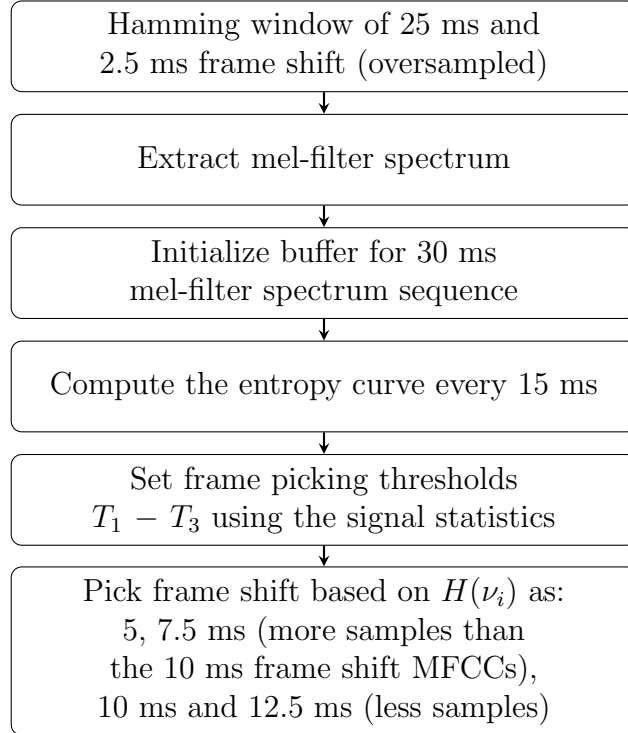 Hamming window of 25 ms and
2.5 ms frame shift (oversampled)
Extract mel-filter spectrum
Initialize buffer for 30 ms
mel-filter spectrum sequence
Compute the entropy curve every 15 ms
Set frame picking thresholds
T₁ − T₃ using the signal statistics
Pick frame shift based on H(νᵢ) as:
5, 7.5 ms (more samples than
the 10 ms frame shift MFCCs),
10 ms and 12.5 ms (less samples)